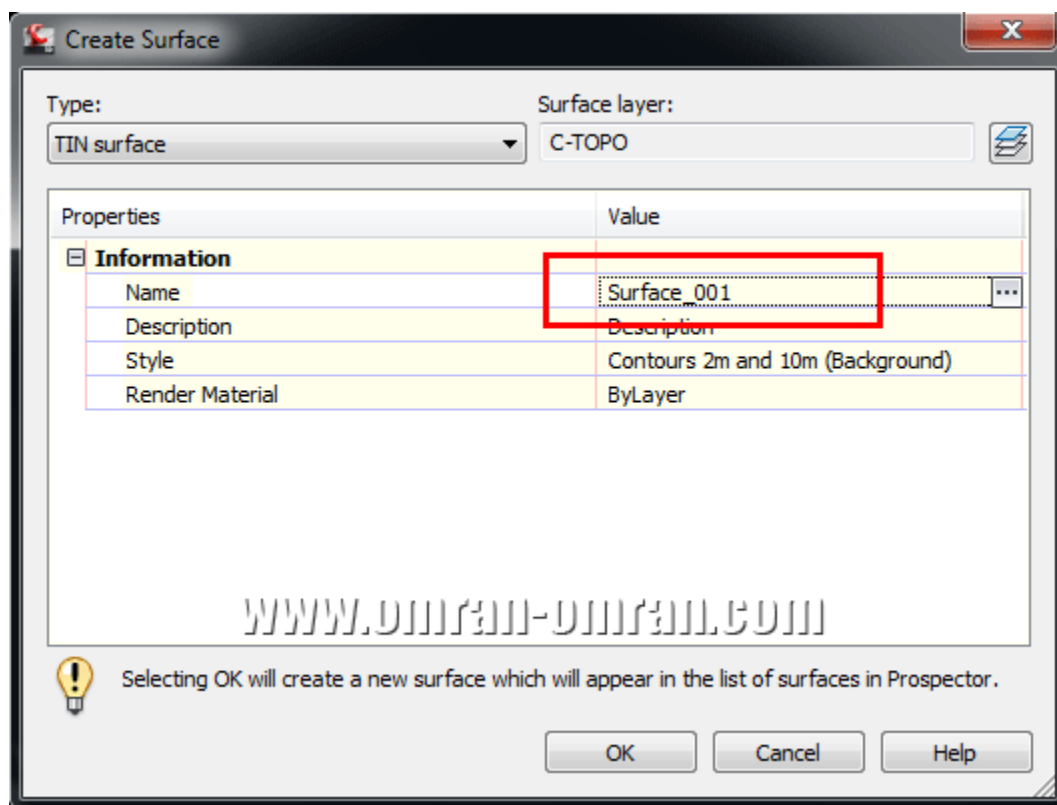 Create Surface
Type: Surface layer:
TIN surface C-TOPO
Properties Value
Information
Name Surface_001
Description Description
Style Contours 2m and 10m (Background)
Render Material ByLayer
www.omran-omran.com
Selecting OK will create a new surface which will appear in the list of surfaces in Prospector.
OK Cancel Help